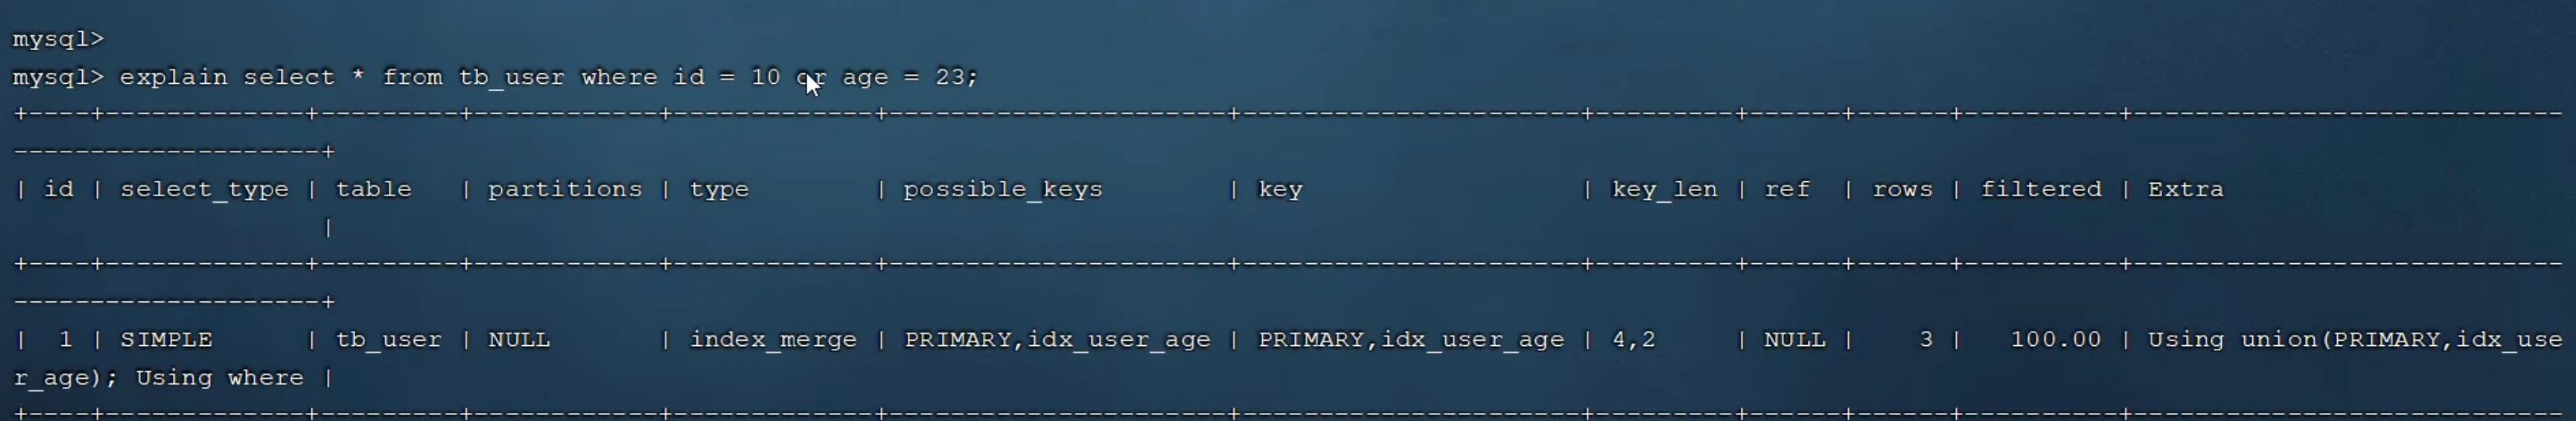 mysql>
mysql> explain select * from tb_user where id = 10 or age = 23;
+----+-------------+---------+------------+-------------+----------------------+----------------------+---------+------+------+----------+----------------------------
--------------------+
| id | select_type | table   | partitions | type        | possible_keys        | key                  | key_len | ref  | rows | filtered | Extra
                    |
+----+-------------+---------+------------+-------------+----------------------+----------------------+---------+------+------+----------+----------------------------
--------------------+
|  1 | SIMPLE      | tb_user | NULL       | index_merge | PRIMARY,idx_user_age | PRIMARY,idx_user_age | 4,2     | NULL |    3 |   100.00 | Using union(PRIMARY,idx_use
r_age); Using where |
+----+-------------+---------+------------+-------------+----------------------+----------------------+---------+------+------+----------+----------------------------